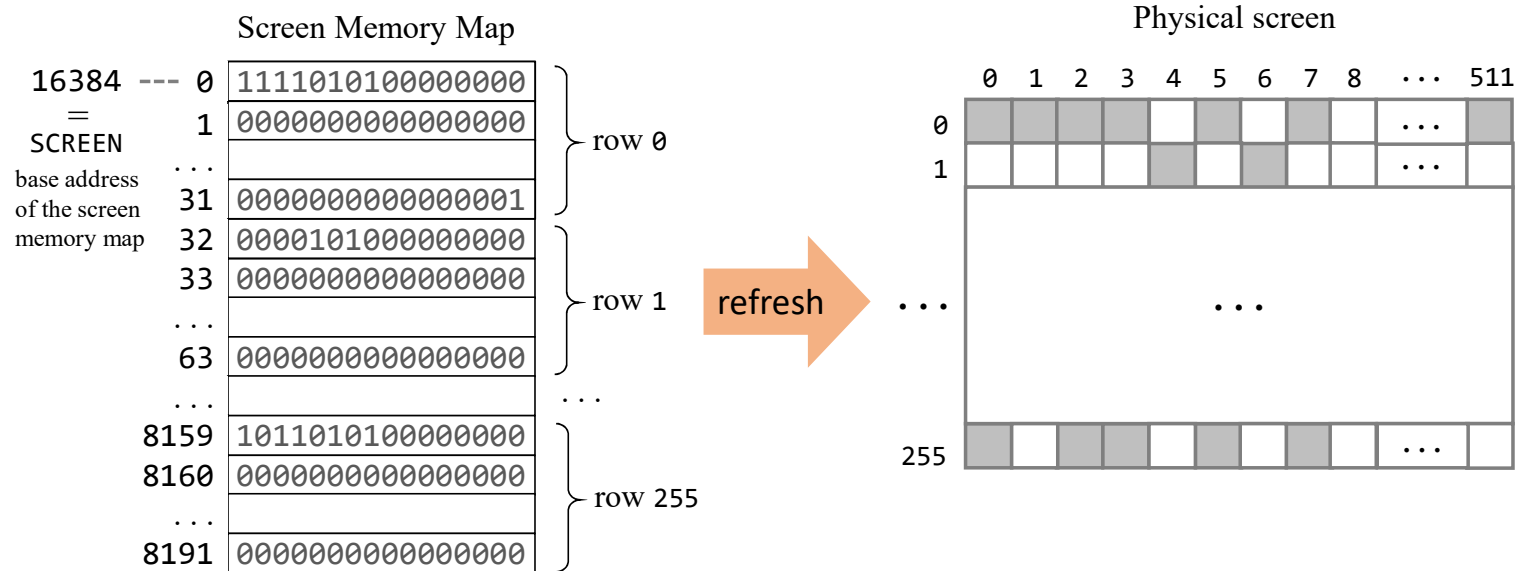 Screen Memory Map
16384 --- 0 1111010100000000
=
SCREEN
base address
of the screen
memory map
1 0000000000000000
...
31 0000000000000001
row 0
32 0000101000000000
33 0000000000000000
...
63 0000000000000000
row 1
... ...
8159 1011010100000000
8160 0000000000000000
...
8191 0000000000000000
row 255
refresh
Physical screen
0 1 2 3 4 5 6 7 8 ... 511
0 ...
1 ...
... ...
255 ...